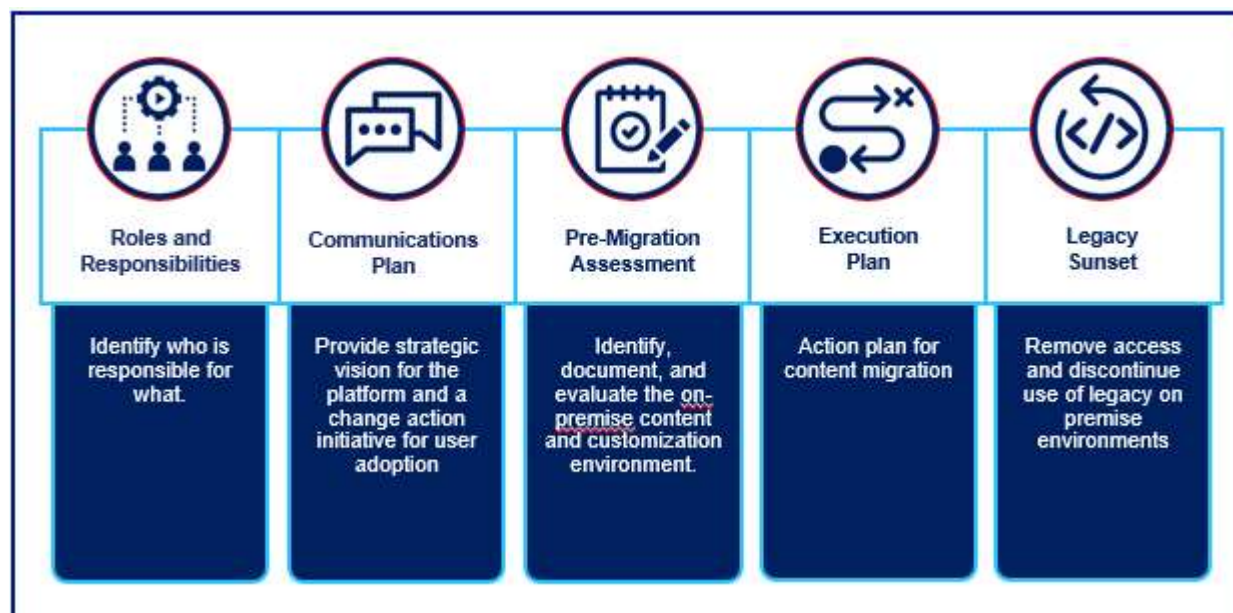 Roles and
Responsibilities
Communications
Plan
Pre-Migration
Assessment
Execution
Plan
Legacy
Sunset
Identify who is
responsible for
what.
Provide strategic
vision for the
platform and a
change action
initiative for user
adoption
Identify,
document, and
evaluate the on-
premise content
and customization
environment.
Action plan for
content migration
Remove access
and discontinue
use of legacy on
premise
environments